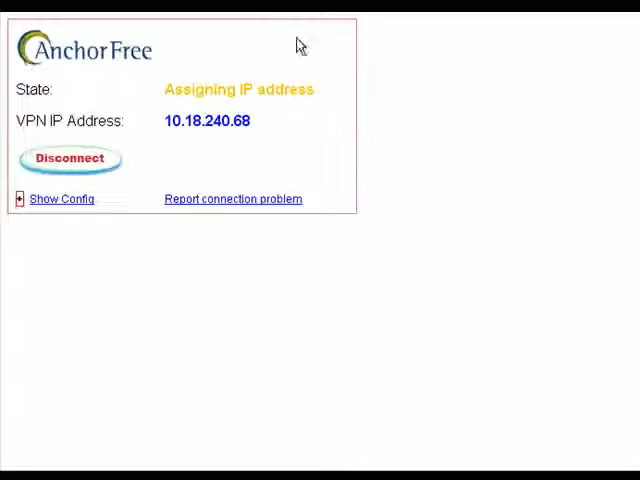 AnchorFree
State: Assigning IP address
VPN IP Address: 10.18.240.68
Disconnect
+ Show Config Report connection problem